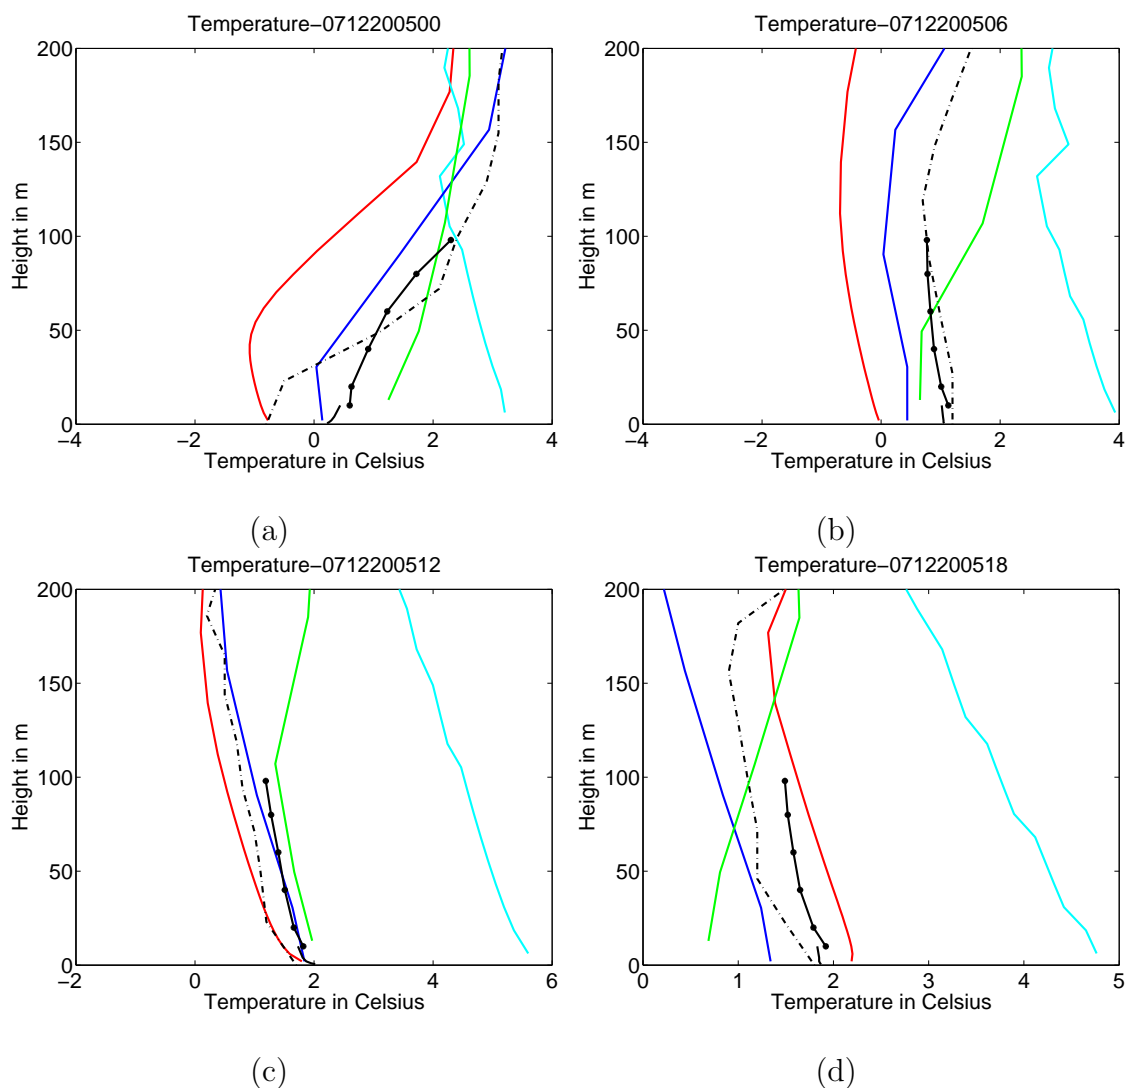 Temperature−0712200500
200
150
100
50
0
Height in m
−4 −2 0 2 4
Temperature in Celsius
(a)
Temperature−0712200506
200
150
100
50
0
Height in m
−4 −2 0 2 4
Temperature in Celsius
(b)
Temperature−0712200512
200
150
100
50
0
Height in m
−2 0 2 4 6
Temperature in Celsius
(c)
Temperature−0712200518
200
150
100
50
0
Height in m
0 1 2 3 4 5
Temperature in Celsius
(d)